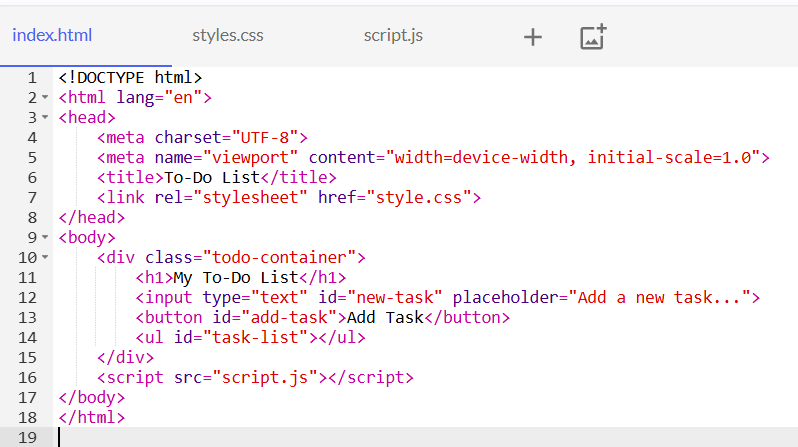 index.html styles.css script.js
1 <!DOCTYPE html>
2 <html lang="en">
3 <head>
4     <meta charset="UTF-8">
5     <meta name="viewport" content="width=device-width, initial-scale=1.0">
6     <title>To-Do List</title>
7     <link rel="stylesheet" href="style.css">
8 </head>
9 <body>
10     <div class="todo-container">
11         <h1>My To-Do List</h1>
12         <input type="text" id="new-task" placeholder="Add a new task...">
13         <button id="add-task">Add Task</button>
14         <ul id="task-list"></ul>
15     </div>
16     <script src="script.js"></script>
17 </body>
18 </html>
19